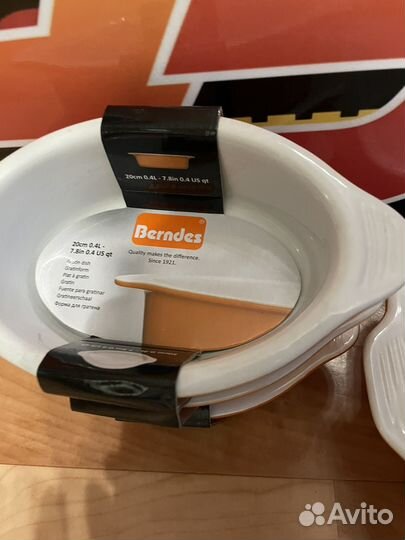 20cm 0.4L - 7.8in 0.4 US qt
Berndes
Quality makes the difference.
Since 1921.
20cm 0.4L -
7.8in 0.4 US qt
dish
Gratinform
Plat à gratin
Gratin
Fuente para gratinar
Gratineerschaal
Форма для гратена
Avito